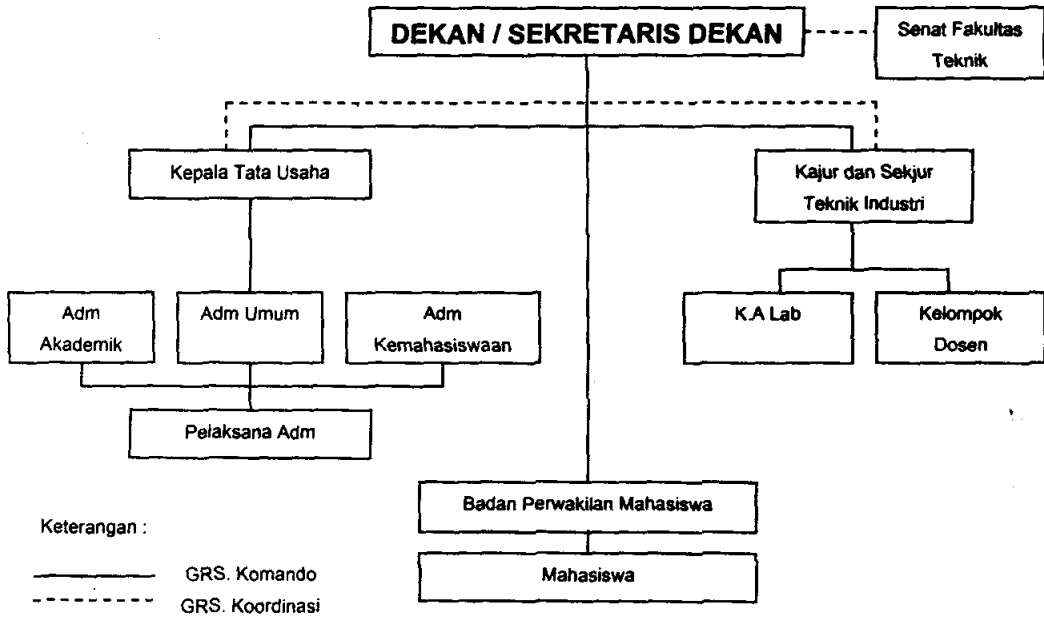 DEKAN / SEKRETARIS DEKAN
Senat Fakultas
Teknik
Kepala Tata Usaha
Kajur dan Sekjur
Teknik Industri
Adm
Akademik
Adm Umum
Adm
Kemahasiswaan
K.A Lab
Kelompok
Dosen
Pelaksana Adm
Badan Perwakilan Mahasiswa
Mahasiswa
Keterangan :
GRS. Komando
GRS. Koordinasi